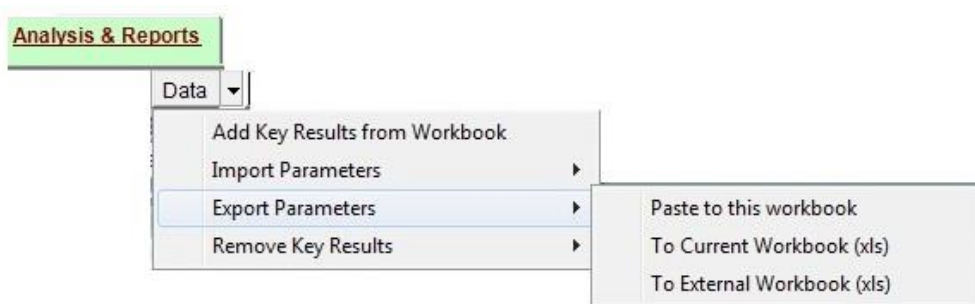 Analysis & Reports
Data
Add Key Results from Workbook
Import Parameters
Export Parameters
Paste to this workbook
Remove Key Results
To Current Workbook (xls)
To External Workbook (xls)